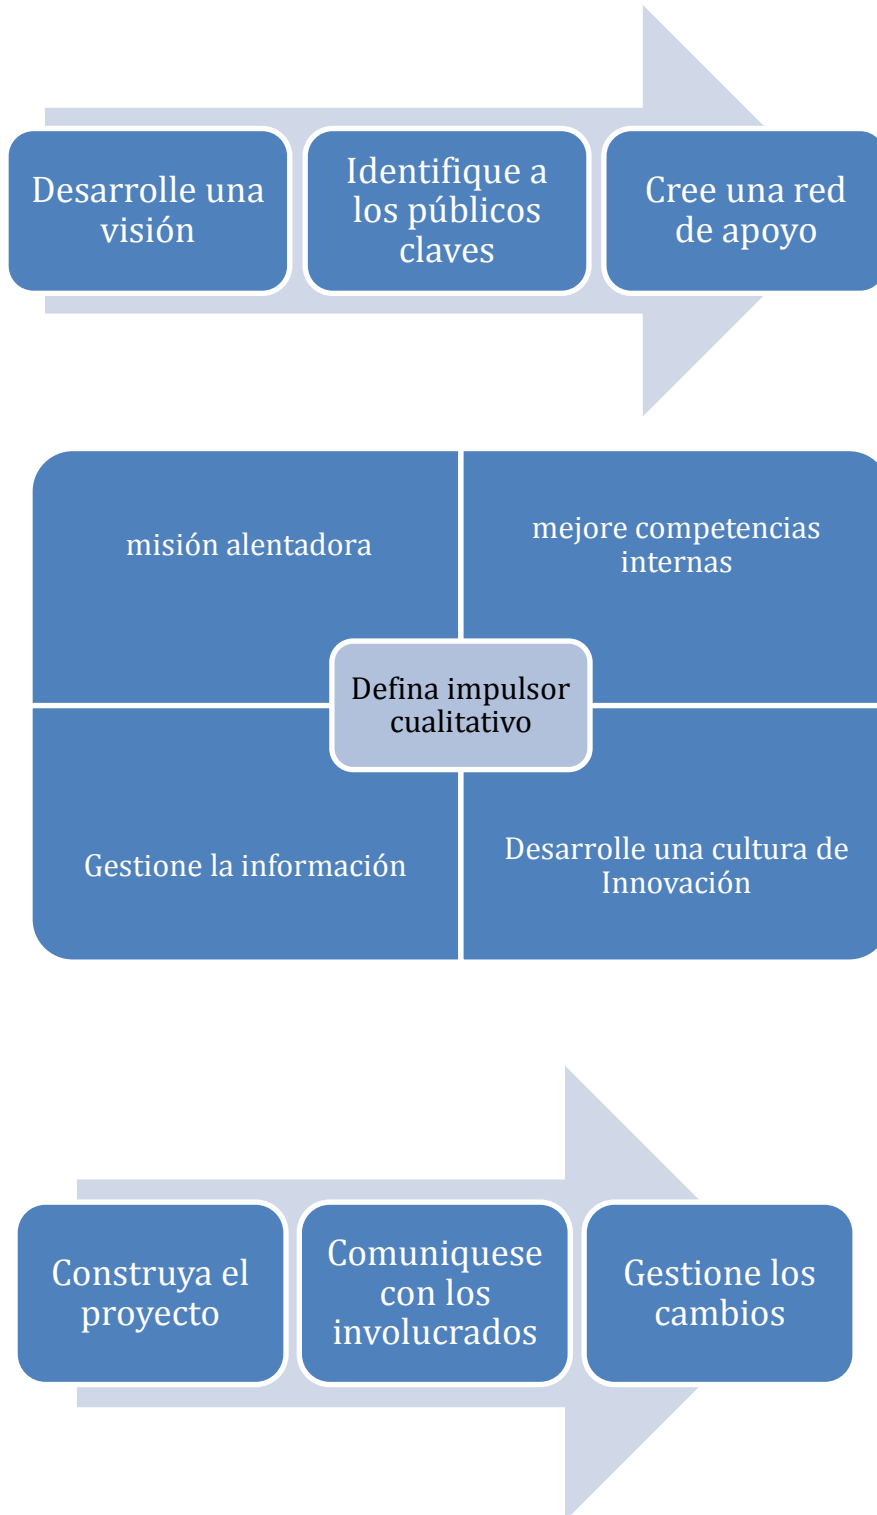 Desarrolle una
visión
Identifique a
los públicos
claves
Cree una red
de apoyo
misión alentadora
mejore competencias
internas
Defina impulsor
cualitativo
Gestione la información
Desarrolle una cultura de
Innovación
Construya el
proyecto
Comuniquese
con los
involucrados
Gestione los
cambios